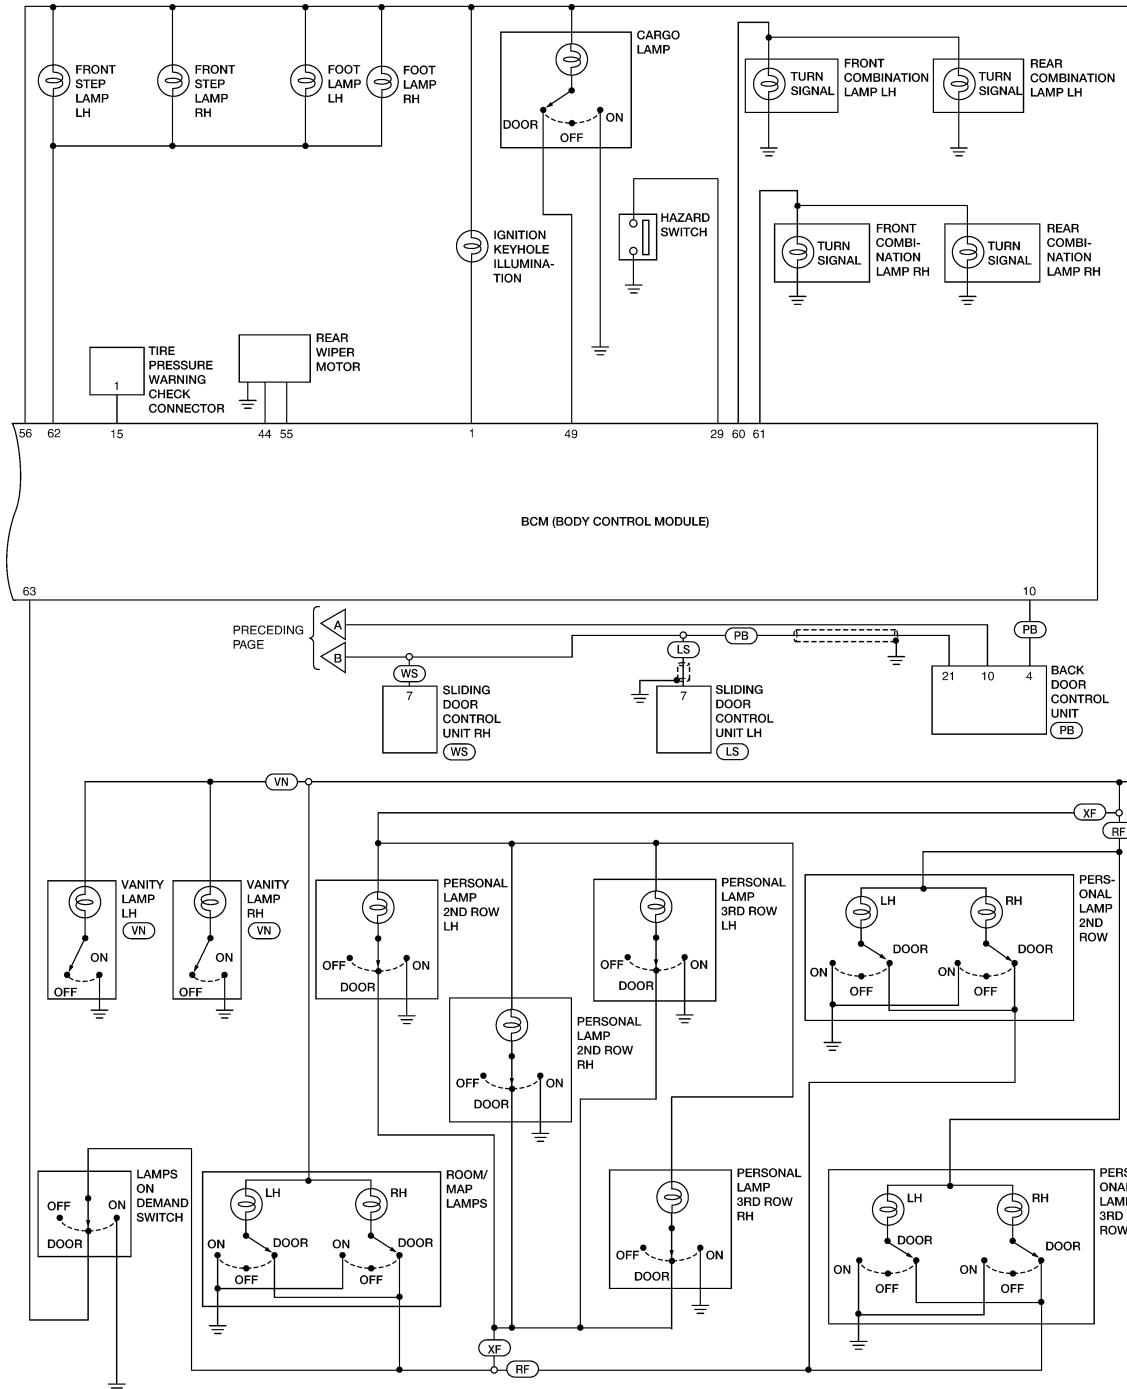 FRONT
STEP
LAMP
LH
FRONT
STEP
LAMP
RH
FOOT
LAMP
LH
FOOT
LAMP
RH
CARGO
LAMP
DOOR
OFF
ON
TURN
SIGNAL
FRONT
COMBINATION
LAMP LH
TURN
SIGNAL
REAR
COMBINATION
LAMP LH
IGNITION
KEYHOLE
ILLUMINA-
TION
HAZARD
SWITCH
TURN
SIGNAL
FRONT
COMBI-
NATION
LAMP RH
TURN
SIGNAL
REAR
COMBI-
NATION
LAMP RH
1
TIRE
PRESSURE
WARNING
CHECK
CONNECTOR
REAR
WIPER
MOTOR
56 62 15 44 55 1 49 29 60 61
BCM (BODY CONTROL MODULE)
63 10
PRECEDING
PAGE
A
B
WS
7
SLIDING
DOOR
CONTROL
UNIT RH
WS
LS
7
SLIDING
DOOR
CONTROL
UNIT LH
LS
PB
PB
21 10 4
BACK
DOOR
CONTROL
UNIT
PB
VN
XF
RF
VANITY
LAMP
LH
VN
ON
OFF
VANITY
LAMP
RH
VN
ON
OFF
PERSONAL
LAMP
2ND ROW
LH
OFF
ON
DOOR
PERSONAL
LAMP
3RD ROW
LH
OFF
ON
DOOR
PERSONAL
LAMP
2ND ROW
RH
OFF
ON
DOOR
PERS-
ONAL
LAMP
2ND
ROW
LH
RH
DOOR
DOOR
ON
OFF
ON
OFF
LAMPS
ON
DEMAND
SWITCH
OFF
ON
DOOR
ROOM/
MAP
LAMPS
LH
RH
ON
DOOR
OFF
ON
DOOR
OFF
PERSONAL
LAMP
3RD ROW
RH
OFF
ON
DOOR
PERS
ONA
LAM
3RD
ROW
LH
RH
DOOR
DOOR
ON
OFF
ON
OFF
XF
RF